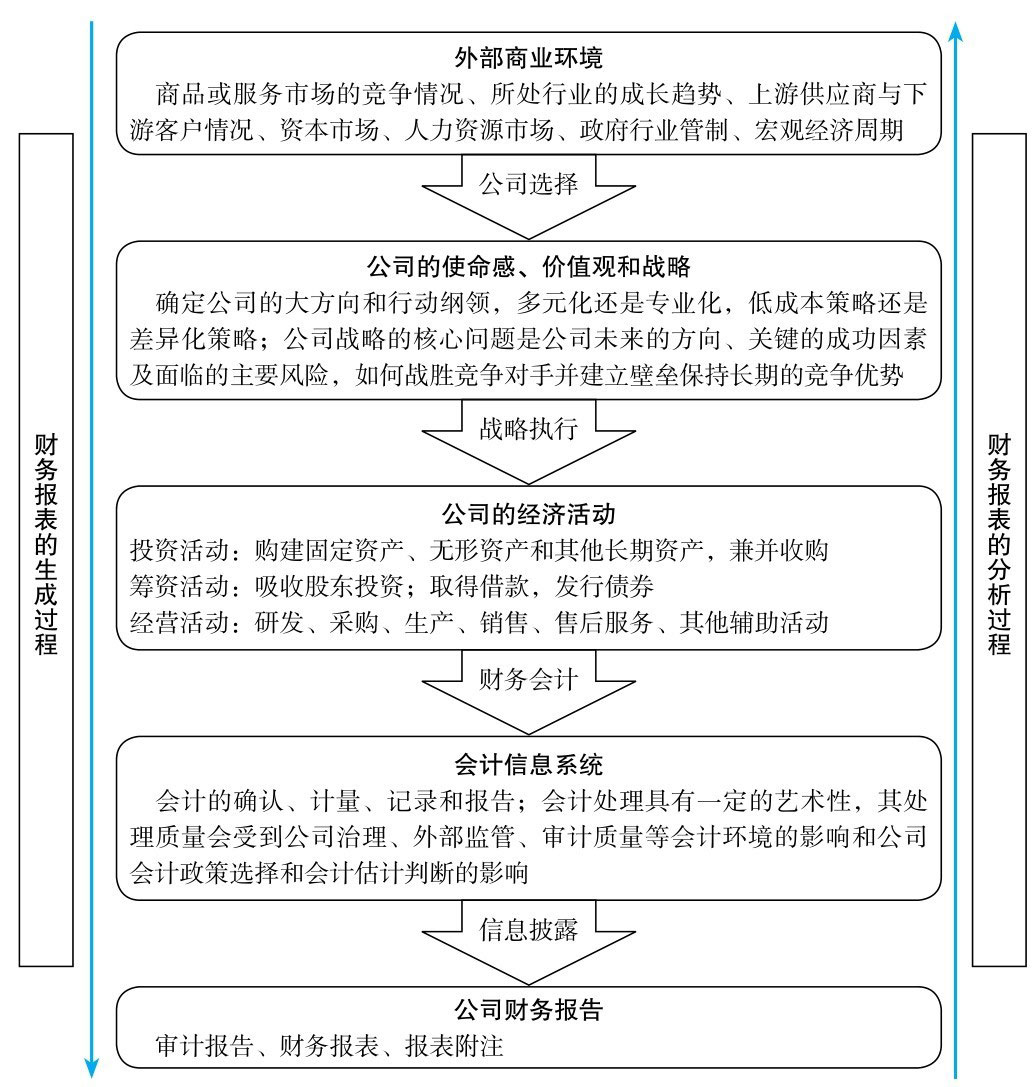 外部商业环境
商品或服务市场的竞争情况、所处行业的成长趋势、上游供应商与下
游客户情况、资本市场、人力资源市场、政府行业管制、宏观经济周期
公司选择
公司的使命感、价值观和战略
确定公司的大方向和行动纲领，多元化还是专业化，低成本策略还是
差异化策略；公司战略的核心问题是公司未来的方向、关键的成功因素
及面临的主要风险，如何战胜竞争对手并建立壁垒保持长期的竞争优势
战略执行
公司的经济活动
投资活动：购建固定资产、无形资产和其他长期资产，兼并收购
筹资活动：吸收股东投资；取得借款，发行债券
经营活动：研发、采购、生产、销售、售后服务、其他辅助活动
财务会计
会计信息系统
会计的确认、计量、记录和报告；会计处理具有一定的艺术性，其处
理质量会受到公司治理、外部监管、审计质量等会计环境的影响和公司
会计政策选择和会计估计判断的影响
信息披露
公司财务报告
审计报告、财务报表、报表附注
财务报表的生成过程
财务报表的分析过程